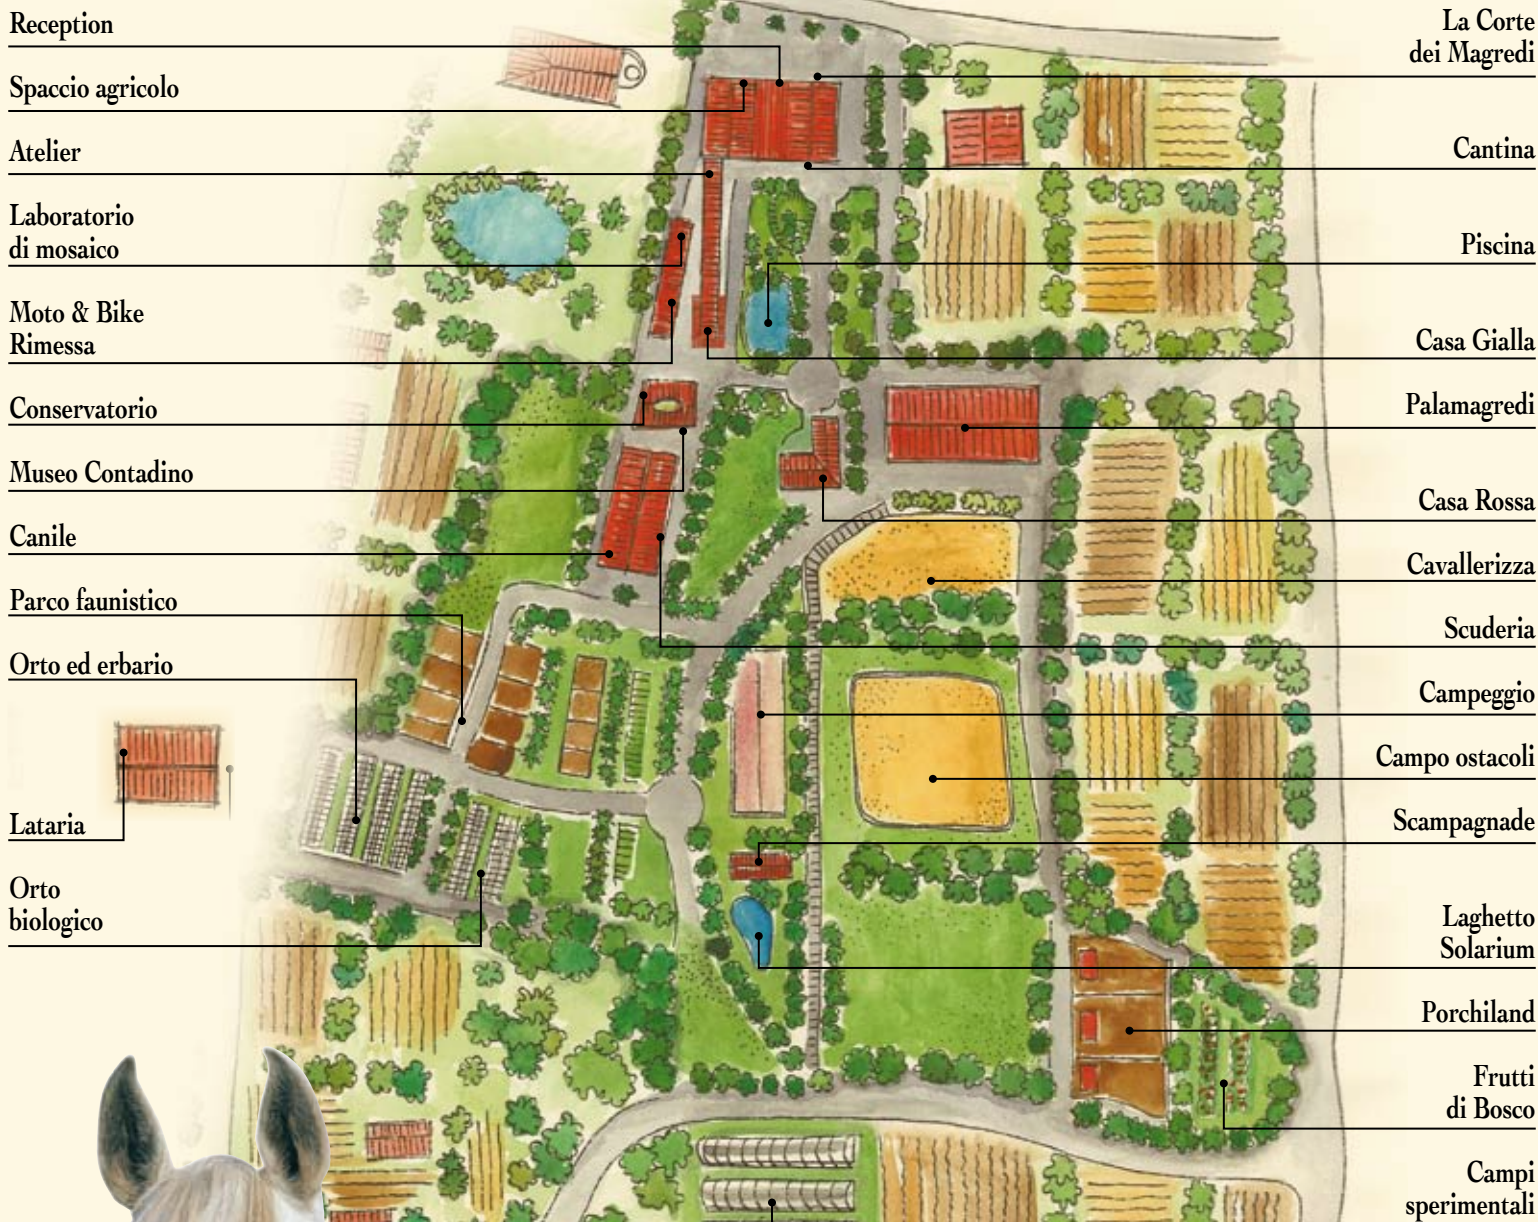 Reception
Spaccio agricolo
Atelier
Laboratorio
di mosaico
Moto & Bike
Rimessa
Conservatorio
Museo Contadino
Canile
Parco faunistico
Orto ed erbario
Lataria
Orto
biologico
La Corte
dei Magredi
Cantina
Piscina
Casa Gialla
Palamagredi
Casa Rossa
Cavallerizza
Scuderia
Campeggio
Campo ostacoli
Scampagnade
Laghetto
Solarium
Porchiland
Frutti
di Bosco
Campi
sperimentali